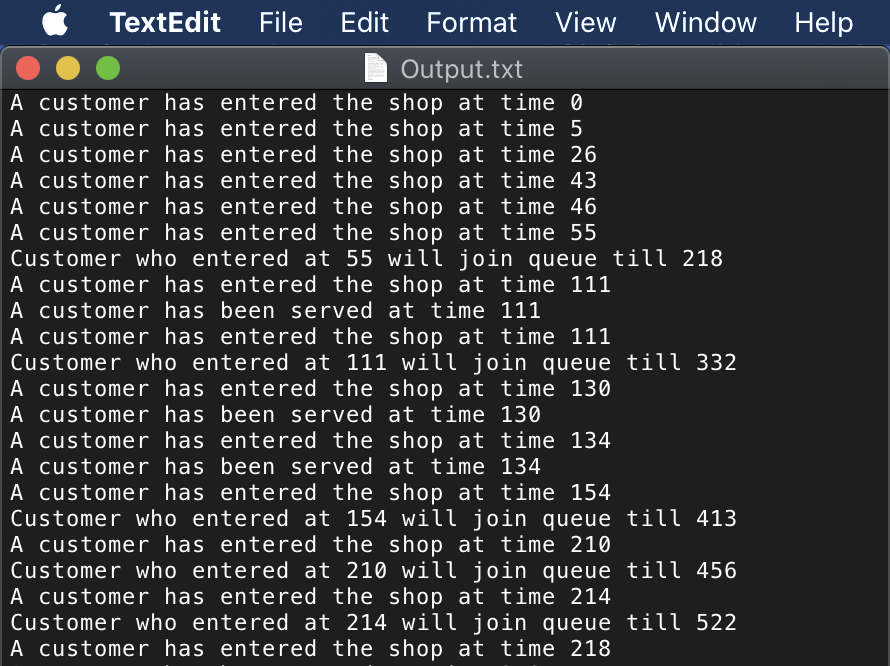 TextEdit File Edit Format View Window Help
Output.txt
A customer has entered the shop at time 0
A customer has entered the shop at time 5
A customer has entered the shop at time 26
A customer has entered the shop at time 43
A customer has entered the shop at time 46
A customer has entered the shop at time 55
Customer who entered at 55 will join queue till 218
A customer has entered the shop at time 111
A customer has been served at time 111
A customer has entered the shop at time 111
Customer who entered at 111 will join queue till 332
A customer has entered the shop at time 130
A customer has been served at time 130
A customer has entered the shop at time 134
A customer has been served at time 134
A customer has entered the shop at time 154
Customer who entered at 154 will join queue till 413
A customer has entered the shop at time 210
Customer who entered at 210 will join queue till 456
A customer has entered the shop at time 214
Customer who entered at 214 will join queue till 522
A customer has entered the shop at time 218